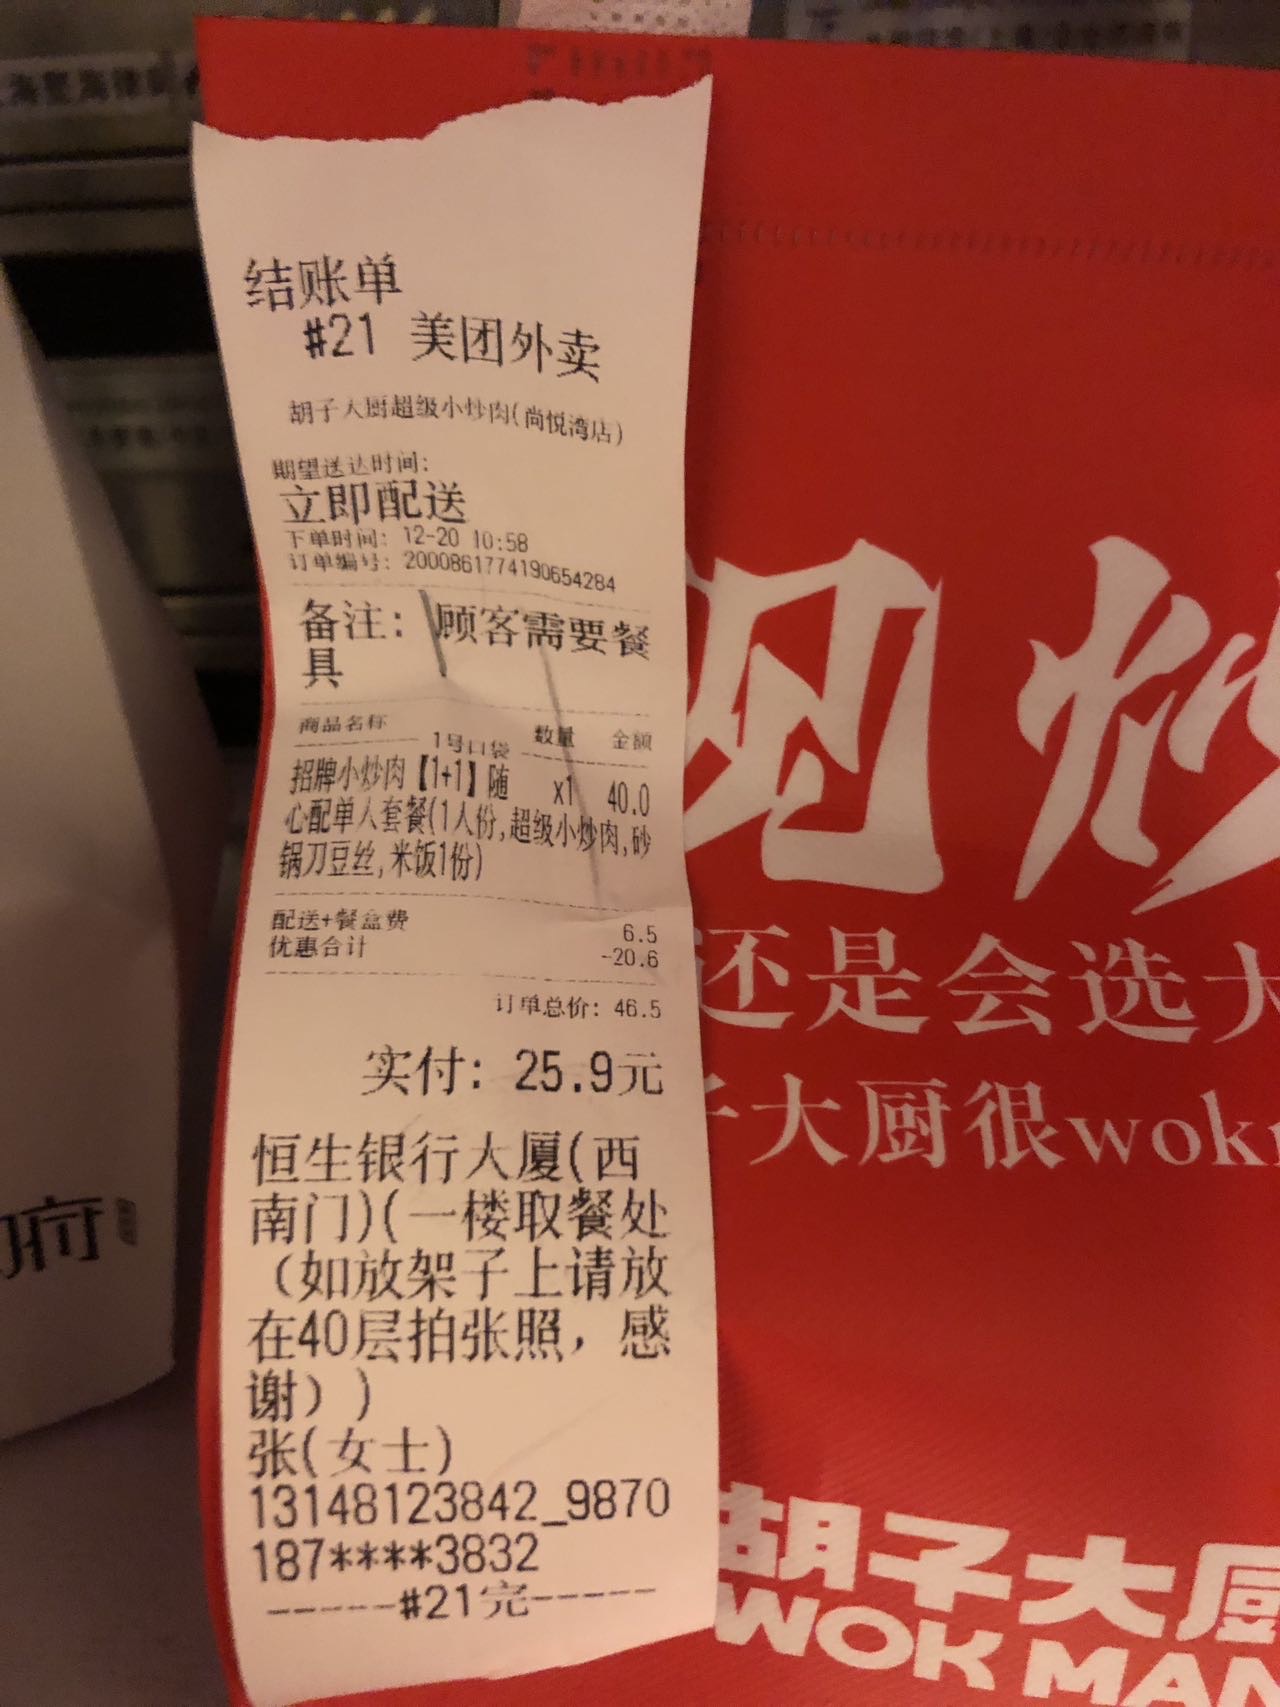 结账单
#21 美团外卖
胡子大厨超级小炒肉(尚悦湾店)
期望送达时间:
立即配送
下单时间: 12-20 10:58
订单编号: 2000861774190654284
备注: 顾客需要餐
具
商品名称 数量 金额
1号口袋
招牌小炒肉【1+1】随 x1 40.0
心配单人套餐(1人份,超级小炒肉,砂
锅刀豆丝,米饭1份)
配送+餐盒费 6.5
优惠合计 -20.6
订单总价: 46.5
实付: 25.9元
恒生银行大厦(西
南门)(一楼取餐处
(如放架子上请放
在40层拍张照，感
谢))
张(女士)
13148123842_9870
187****3832
-----#21完-----
炒
还是会选大
大厨很wok
胡子大厨
WOK MAN
府